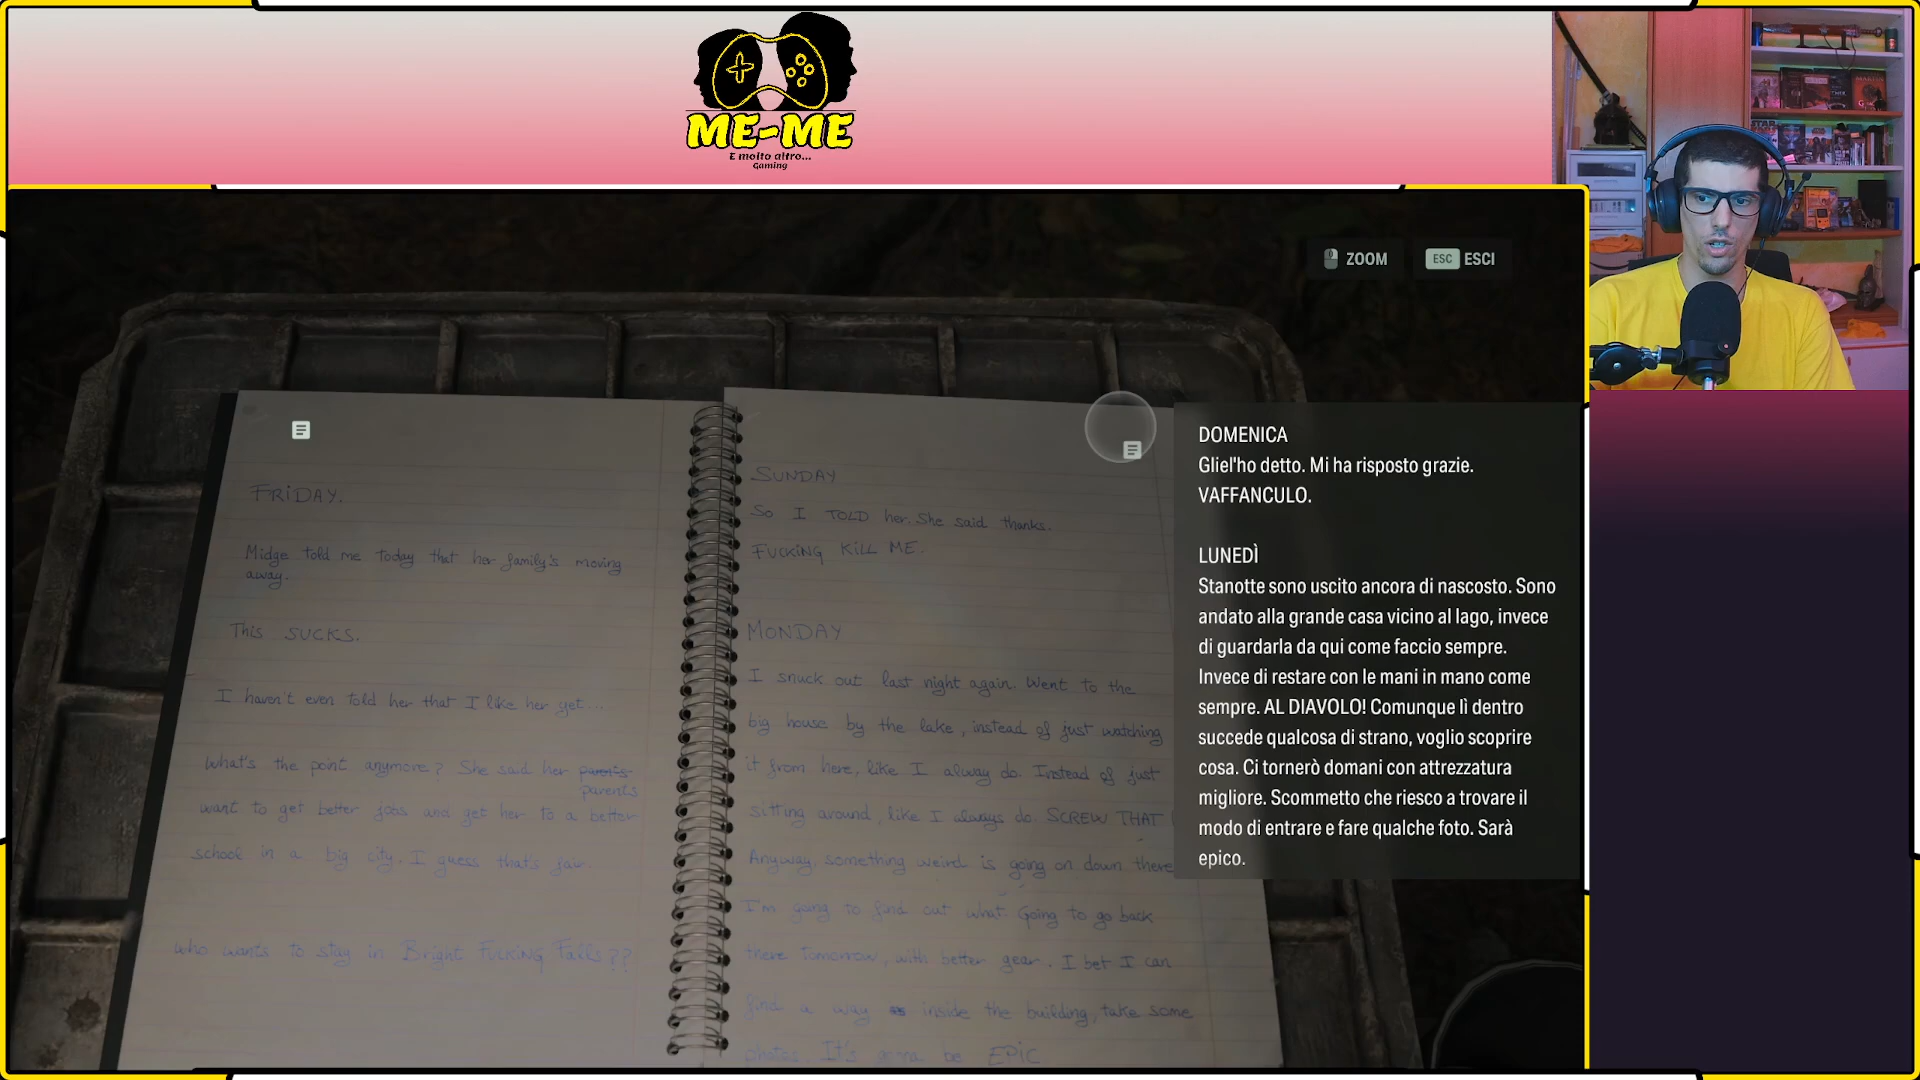 ME-ME
E molto altro...
Gaming
ZOOM
ESC ESCI
FRIDAY.
Midge told me today that her family's moving
away.
This SUCKS.
I haven't even told her that I like her yet...
What's the point anymore? She said her parents
parents
want to get better jobs and get her to a better
school in a big city. I guess that's fair.
who wants to stay in Bright FUCKING Falls??
SUNDAY
So I TOLD her. She said thanks.
FUCKING KILL ME.
MONDAY
I snuck out last night again. Went to the
big house by the lake, instead of just watching
it from here, like I alway do. Instead of just
sitting around, like I always do. SCREW THAT!
Anyway, something weird is going on down there
I'm going to find out what. Going to go back
there tomorrow, with better gear. I bet I can
find a way inside the building, take some
photos. It's gonna be EPIC
DOMENICA
Gliel'ho detto. Mi ha risposto grazie.
VAFFANCULO.
LUNEDÌ
Stanotte sono uscito ancora di nascosto. Sono
andato alla grande casa vicino al lago, invece
di guardarla da qui come faccio sempre.
Invece di restare con le mani in mano come
sempre. AL DIAVOLO! Comunque lì dentro
succede qualcosa di strano, voglio scoprire
cosa. Ci tornerò domani con attrezzatura
migliore. Scommetto che riesco a trovare il
modo di entrare e fare qualche foto. Sarà
epico.